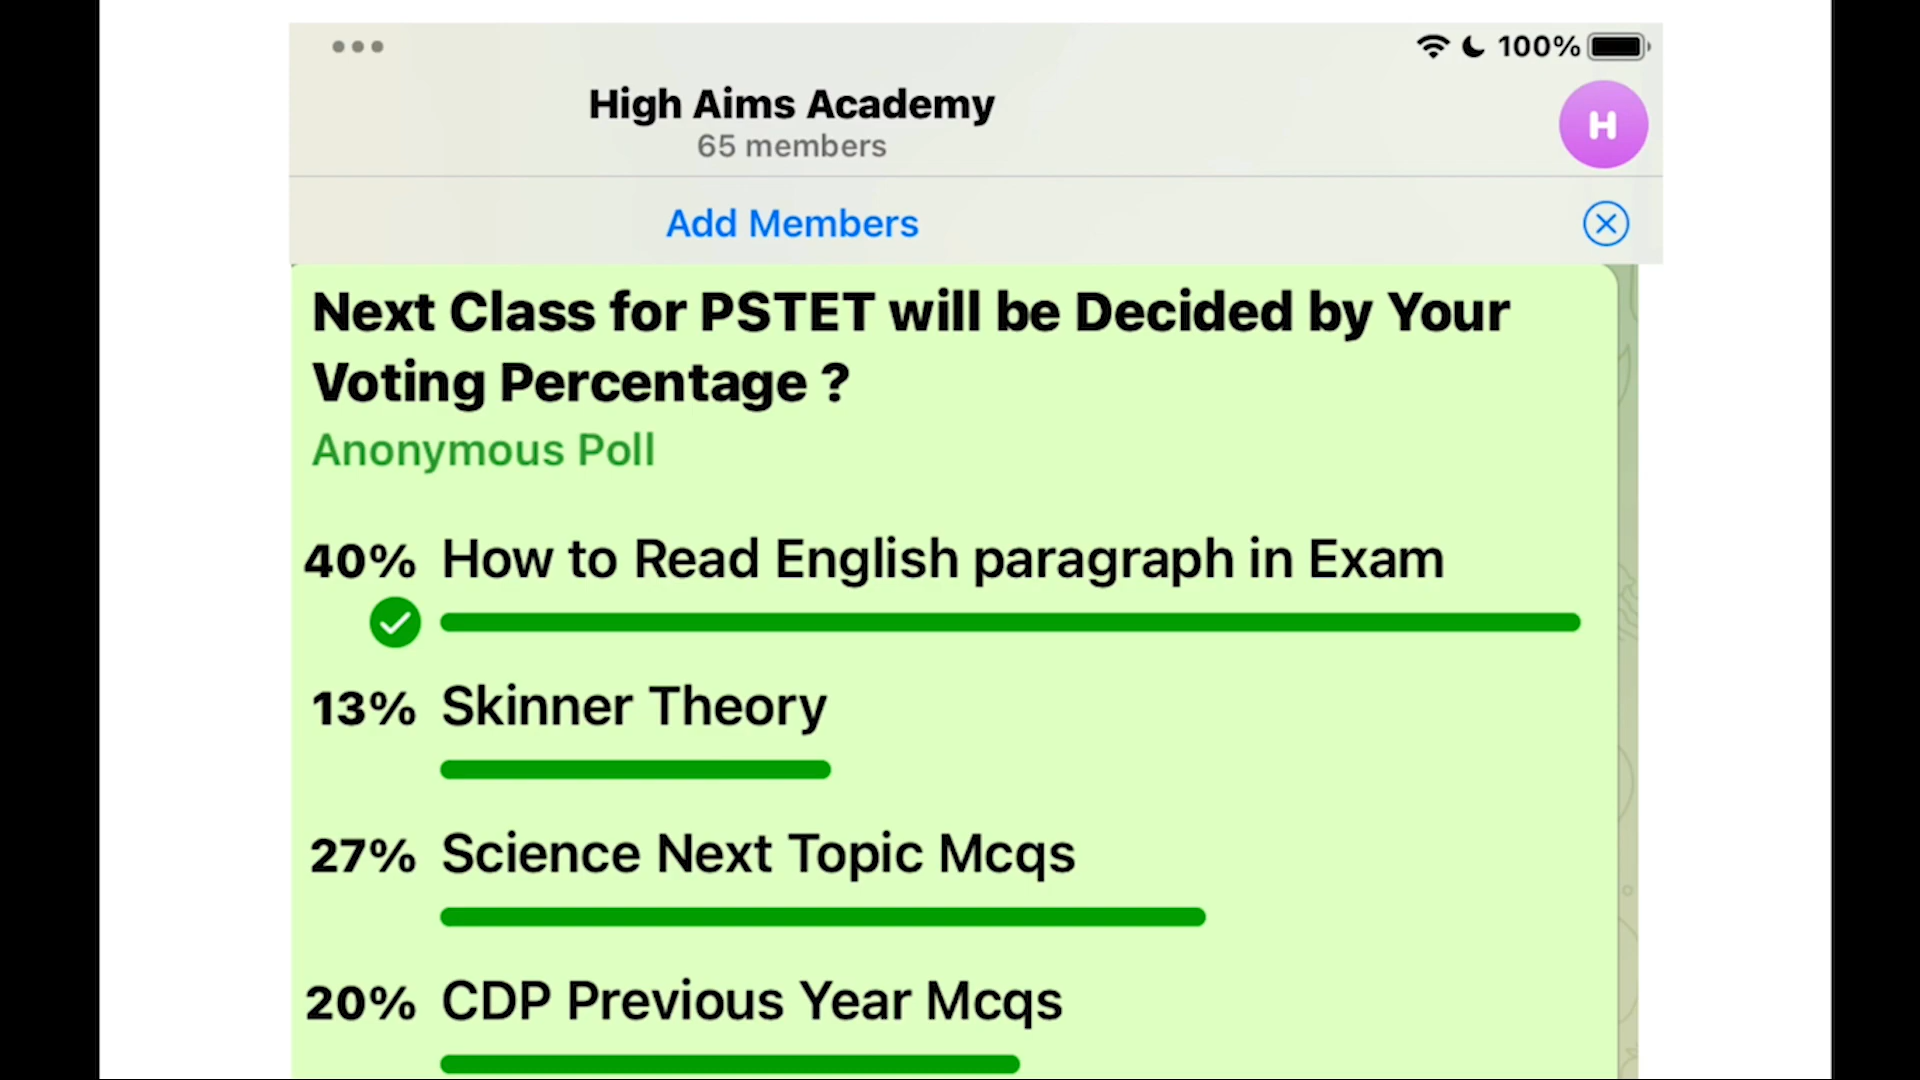 100%
High Aims Academy
H
65 members
Add Members
Next Class for PSTET will be Decided by Your
Voting Percentage ?
Anonymous Poll
40% How to Read English paragraph in Exam
13% Skinner Theory
27% Science Next Topic Mcqs
20% CDP Previous Year Mcqs